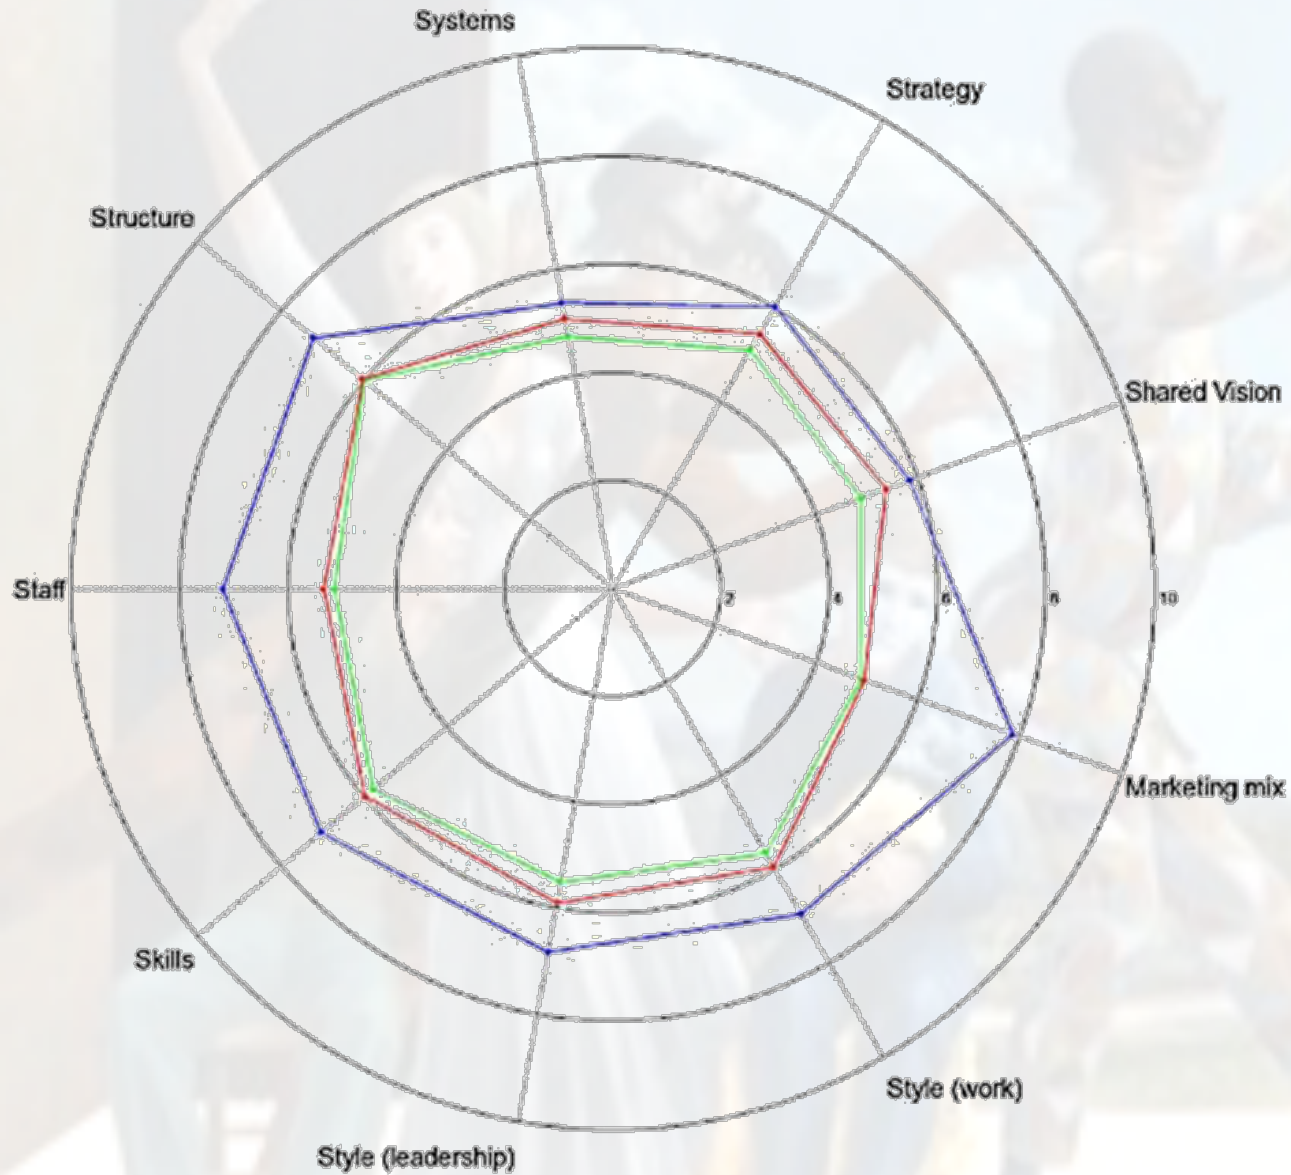 Systems
Strategy
Structure
Shared Vision
Staff
2
4
6
8
10
Marketing mix
Skills
Style (work)
Style (leadership)